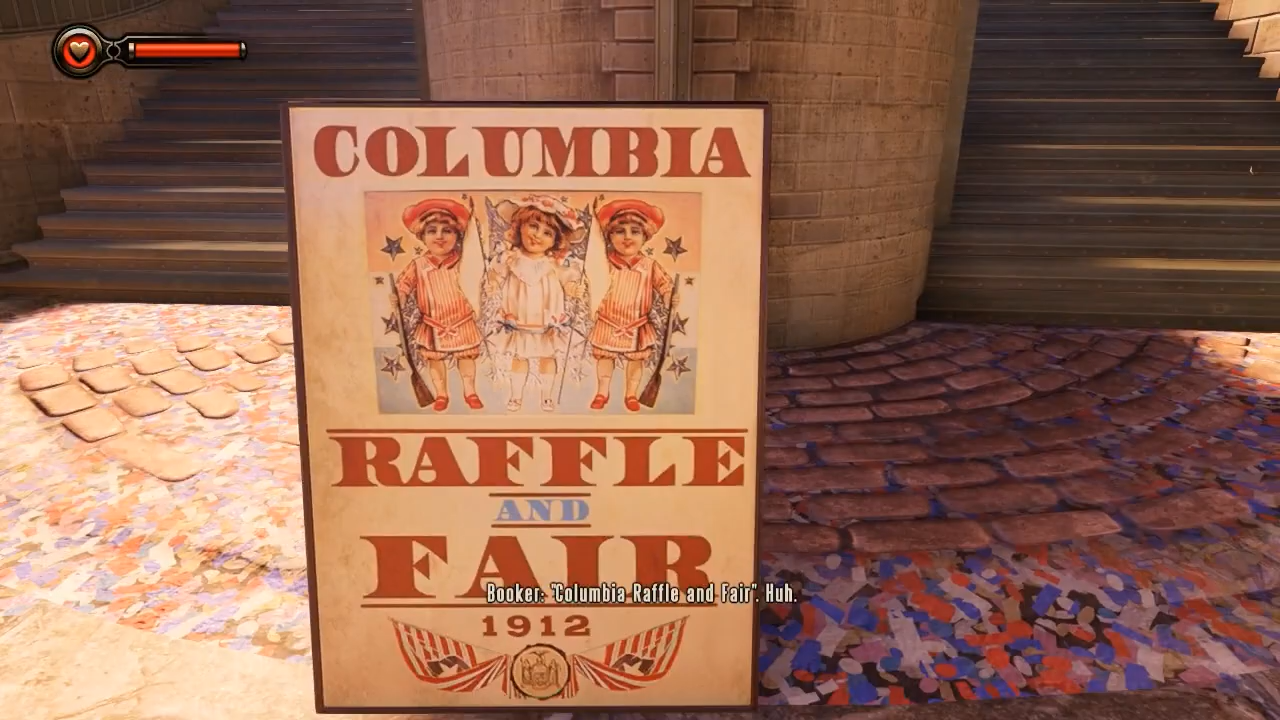 COLUMBIA
RAFFLE
AND
FAIR
Booker: "Columbia Raffle and Fair". Huh.
1912